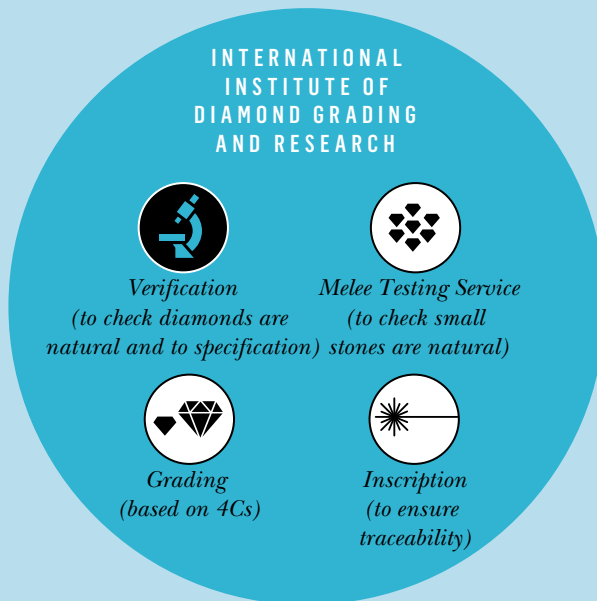 INTERNATIONAL
INSTITUTE OF
DIAMOND GRADING
AND RESEARCH
Verification
(to check diamonds are
natural and to specification)
Melee Testing Service
(to check small
stones are natural)
Grading
(based on 4Cs)
Inscription
(to ensure
traceability)